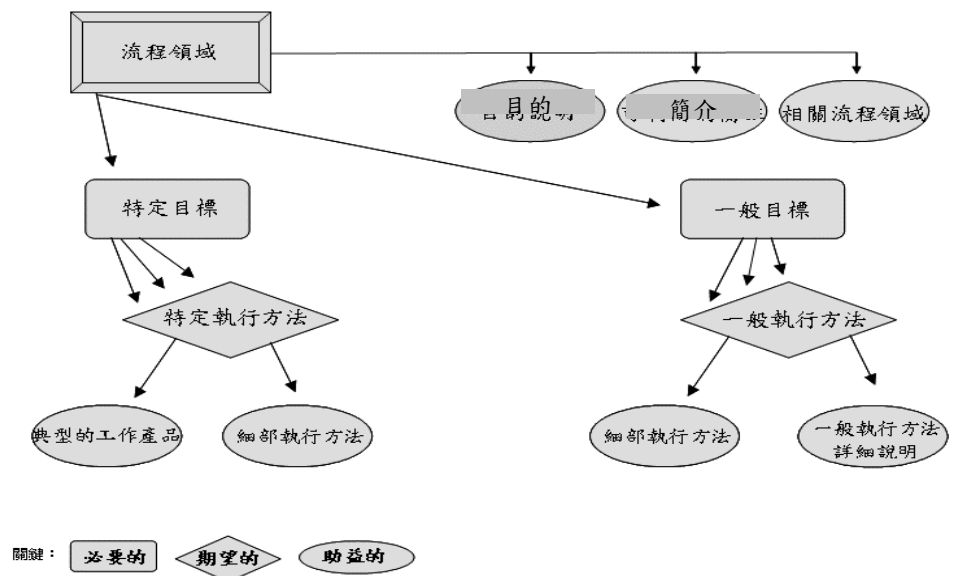 流程領域
目的
簡介
相關流程領域
特定目標
一般目標
特定執行方法
一般執行方法
典型的工作產品
細部執行方法
細部執行方法
一般執行方法
詳細說明
關鍵：
必要的
期望的
助益的